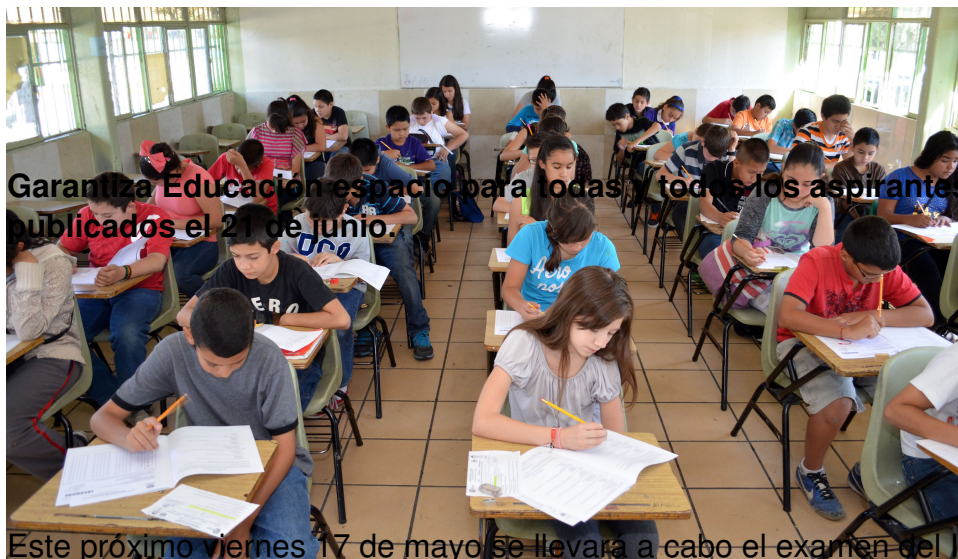 Garantiza Educación espacio para todas y todos los aspirantes
publicados el 21 de junio.
AERO
Este próximo viernes 17 de mayo se llevará a cabo el examen del